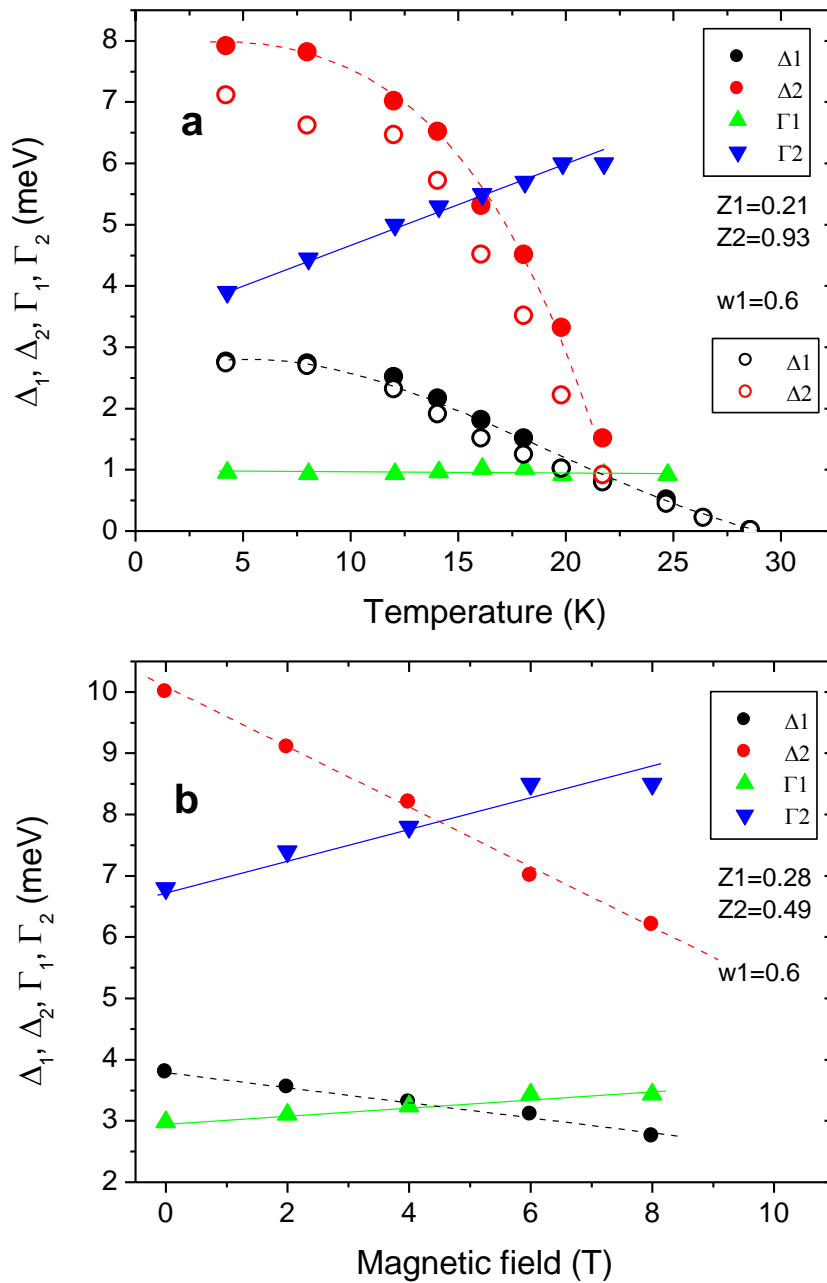 a
Δ1
Δ2
Γ1
Γ2
Z1=0.21
Z2=0.93
w1=0.6
Δ1
Δ2
8
7
6
5
4
3
2
1
0
Δ₁, Δ₂, Γ₁, Γ₂ (meV)
0 5 10 15 20 25 30
Temperature (K)
b
Δ1
Δ2
Γ1
Γ2
Z1=0.28
Z2=0.49
w1=0.6
10
9
8
7
6
5
4
3
2
Δ₁, Δ₂, Γ₁, Γ₂ (meV)
0 2 4 6 8 10
Magnetic field (T)